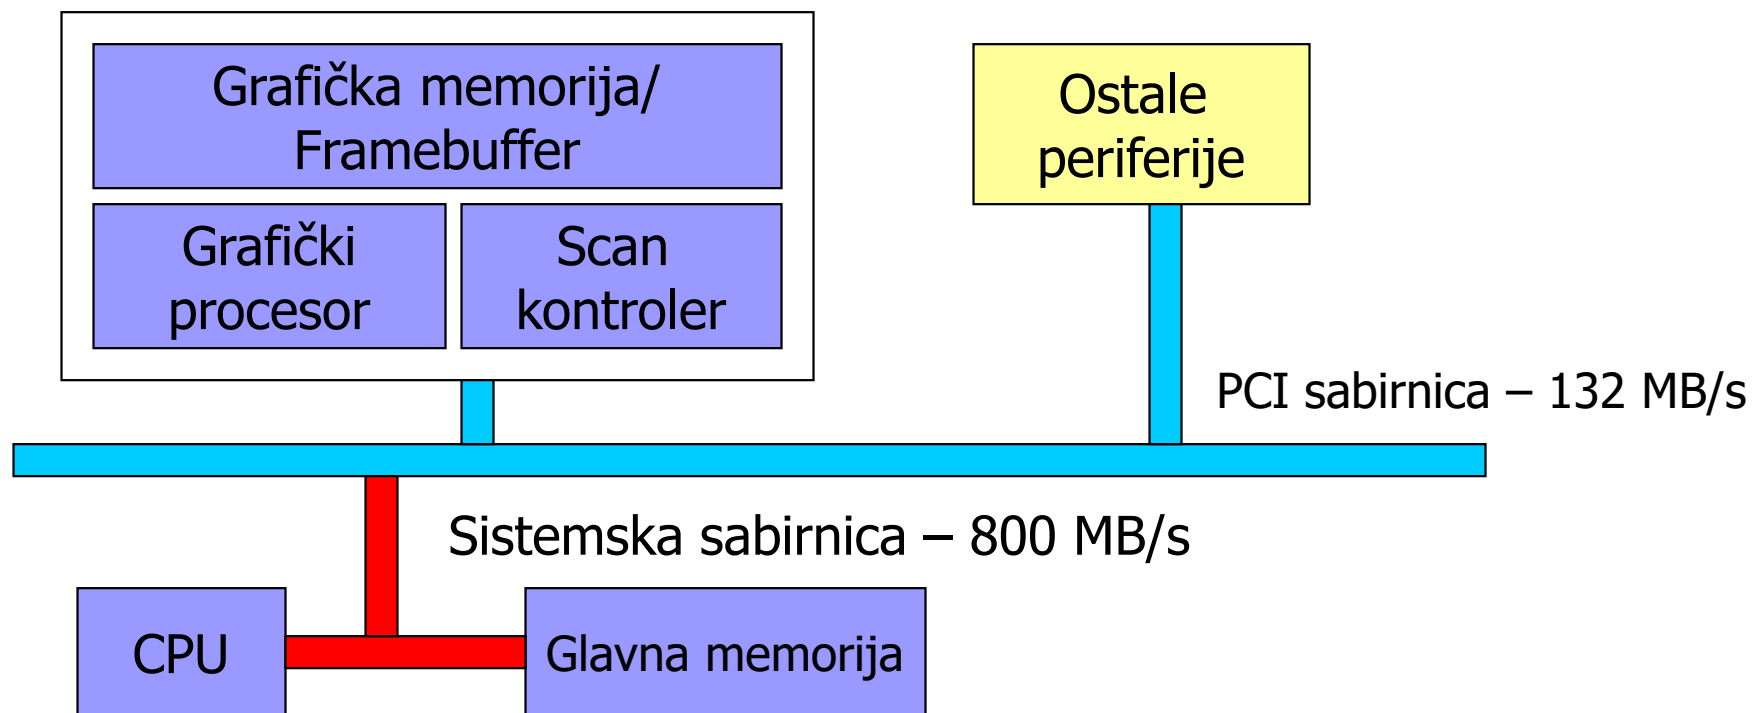 Grafička memorija/
Framebuffer
Grafički
procesor
Scan
kontroler
Ostale
periferije
PCI sabirnica – 132 MB/s
Sistemska sabirnica – 800 MB/s
CPU
Glavna memorija